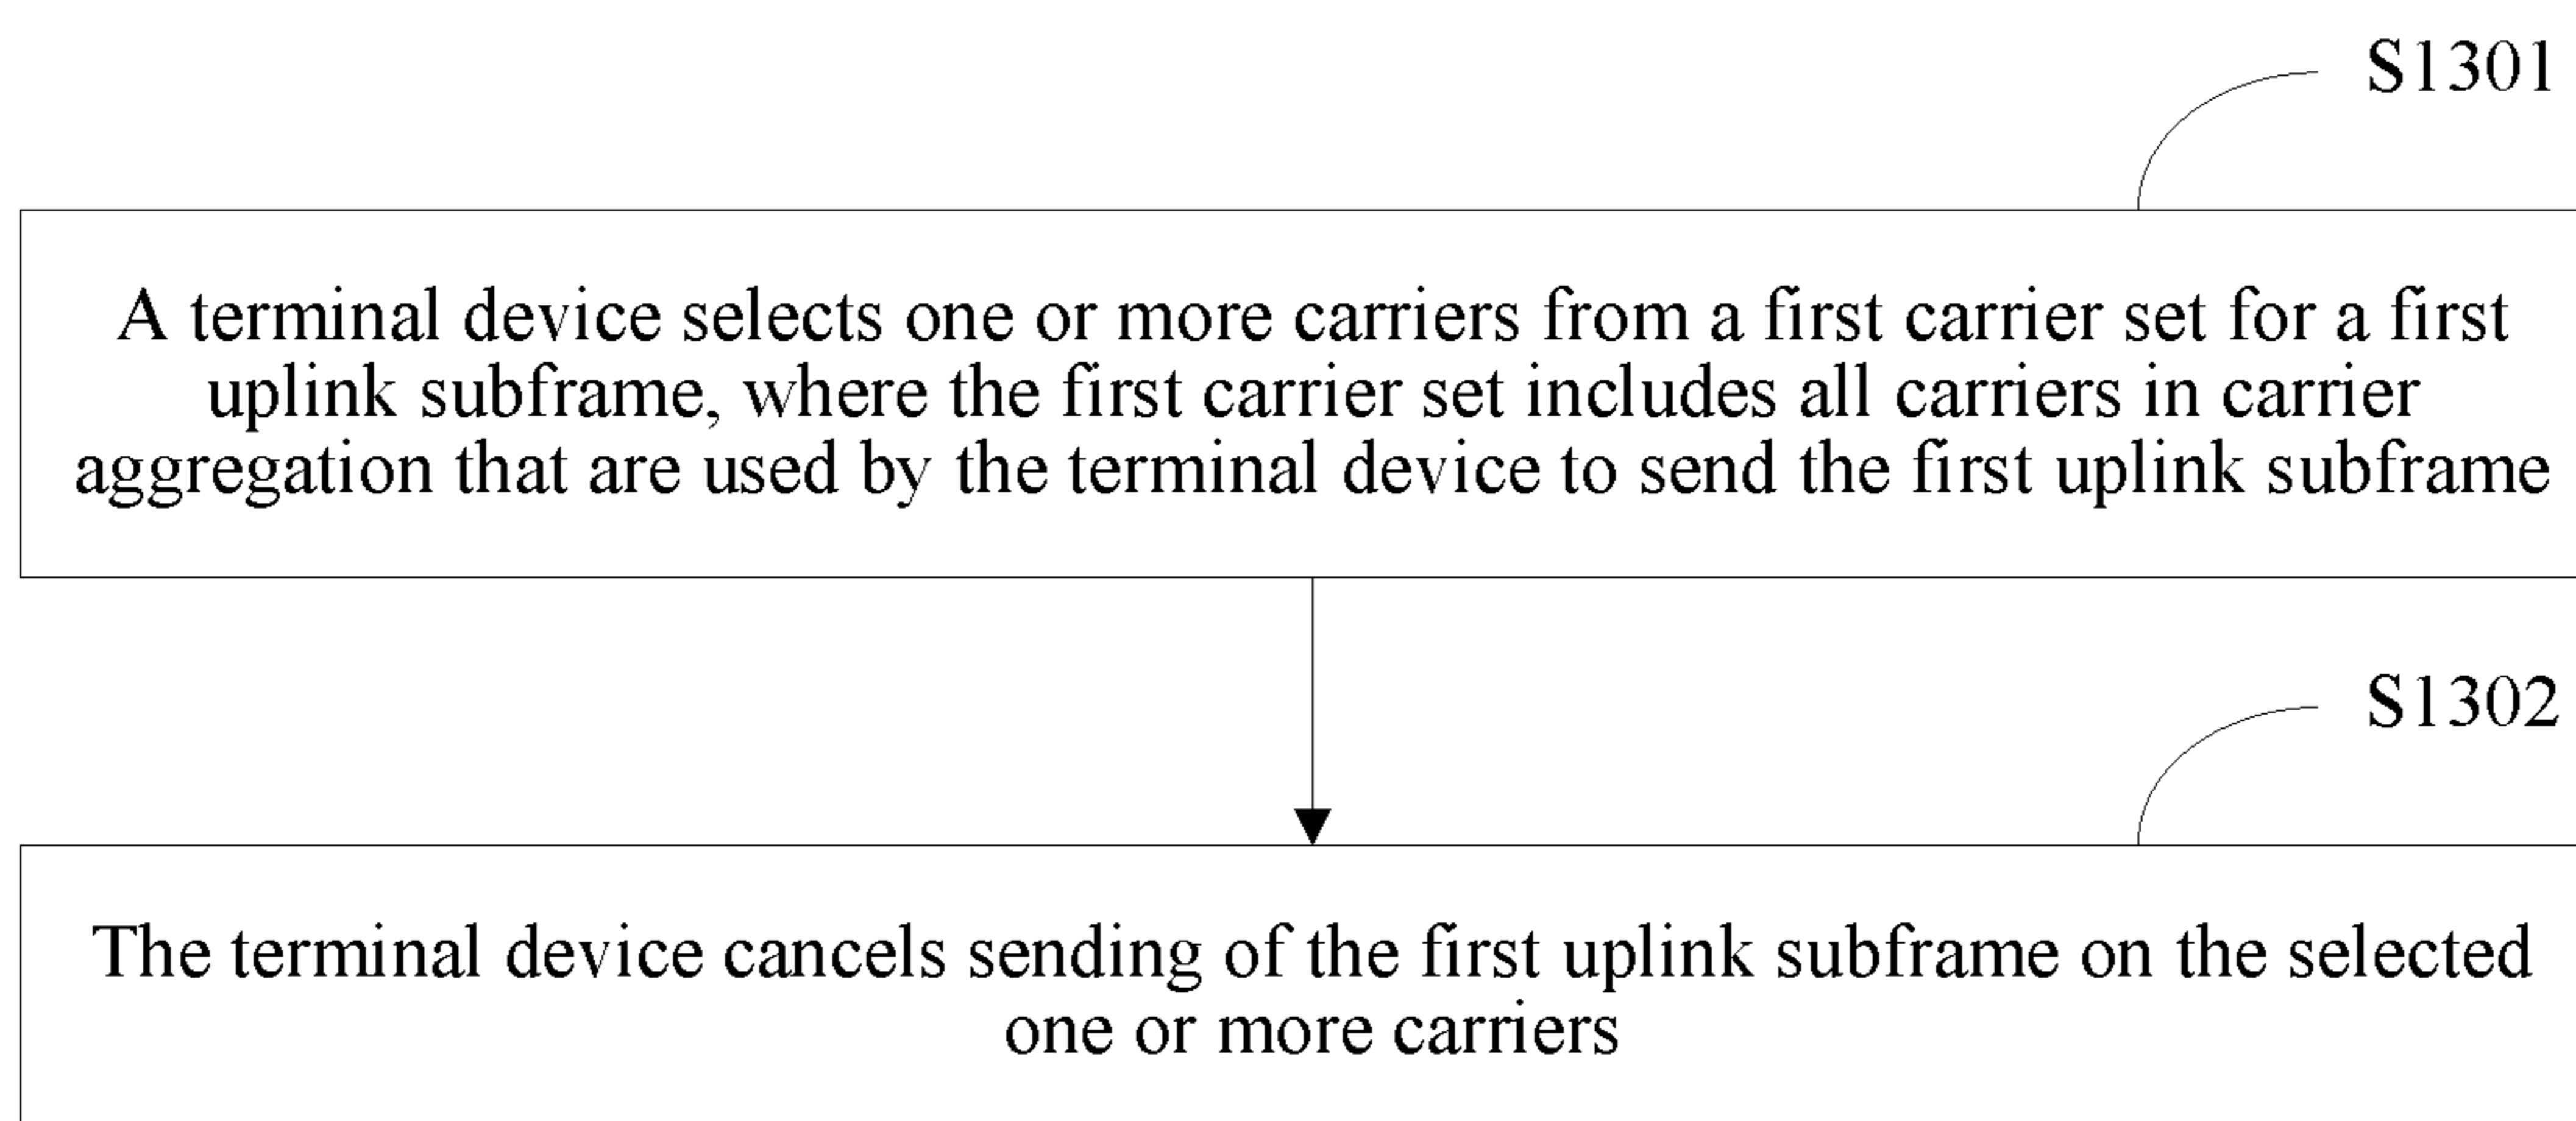 S1301
A terminal device selects one or more carriers from a first carrier set for a first
uplink subframe, where the first carrier set includes all carriers in carrier
aggregation that are used by the terminal device to send the first uplink subframe
S1302
The terminal device cancels sending of the first uplink subframe on the selected
one or more carriers